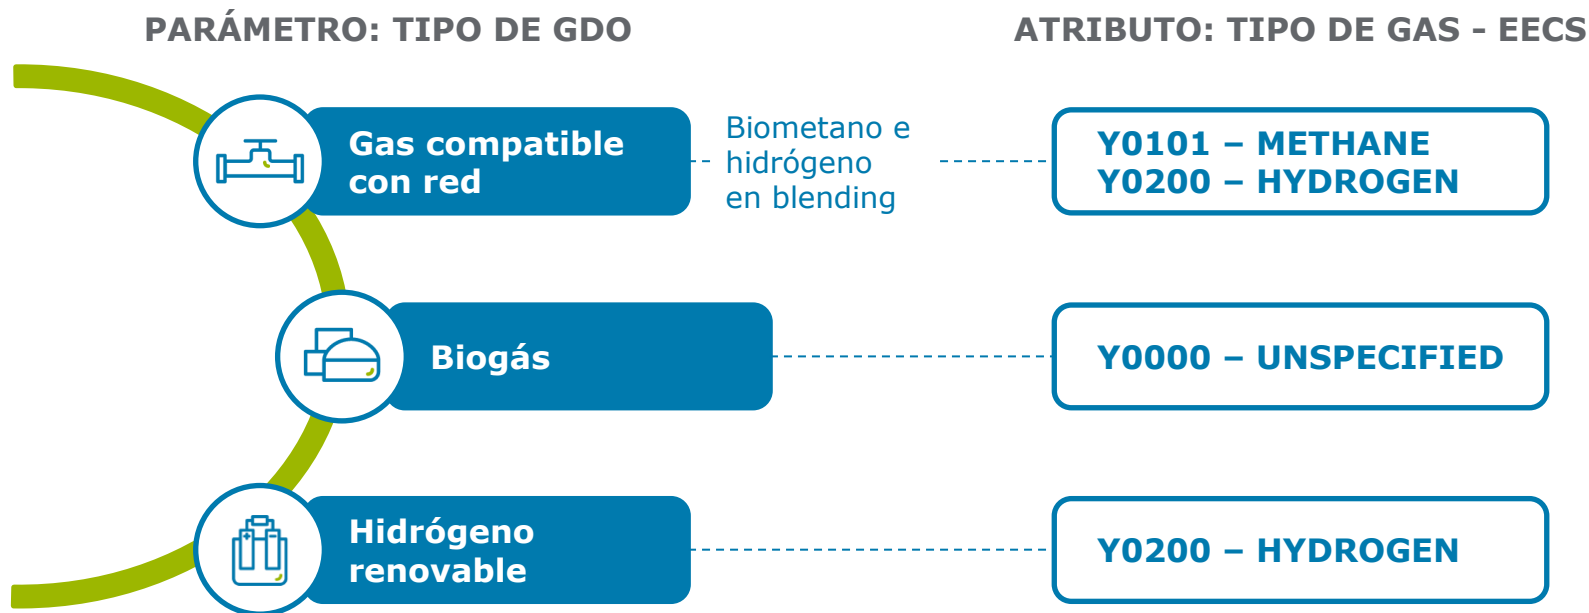 PARÁMETRO: TIPO DE GDO
ATRIBUTO: TIPO DE GAS - EECS
Gas compatible
con red
Biometano e
hidrógeno
en blending
Y0101 – METHANE
Y0200 – HYDROGEN
Biogás
Y0000 – UNSPECIFIED
Hidrógeno
renovable
Y0200 – HYDROGEN